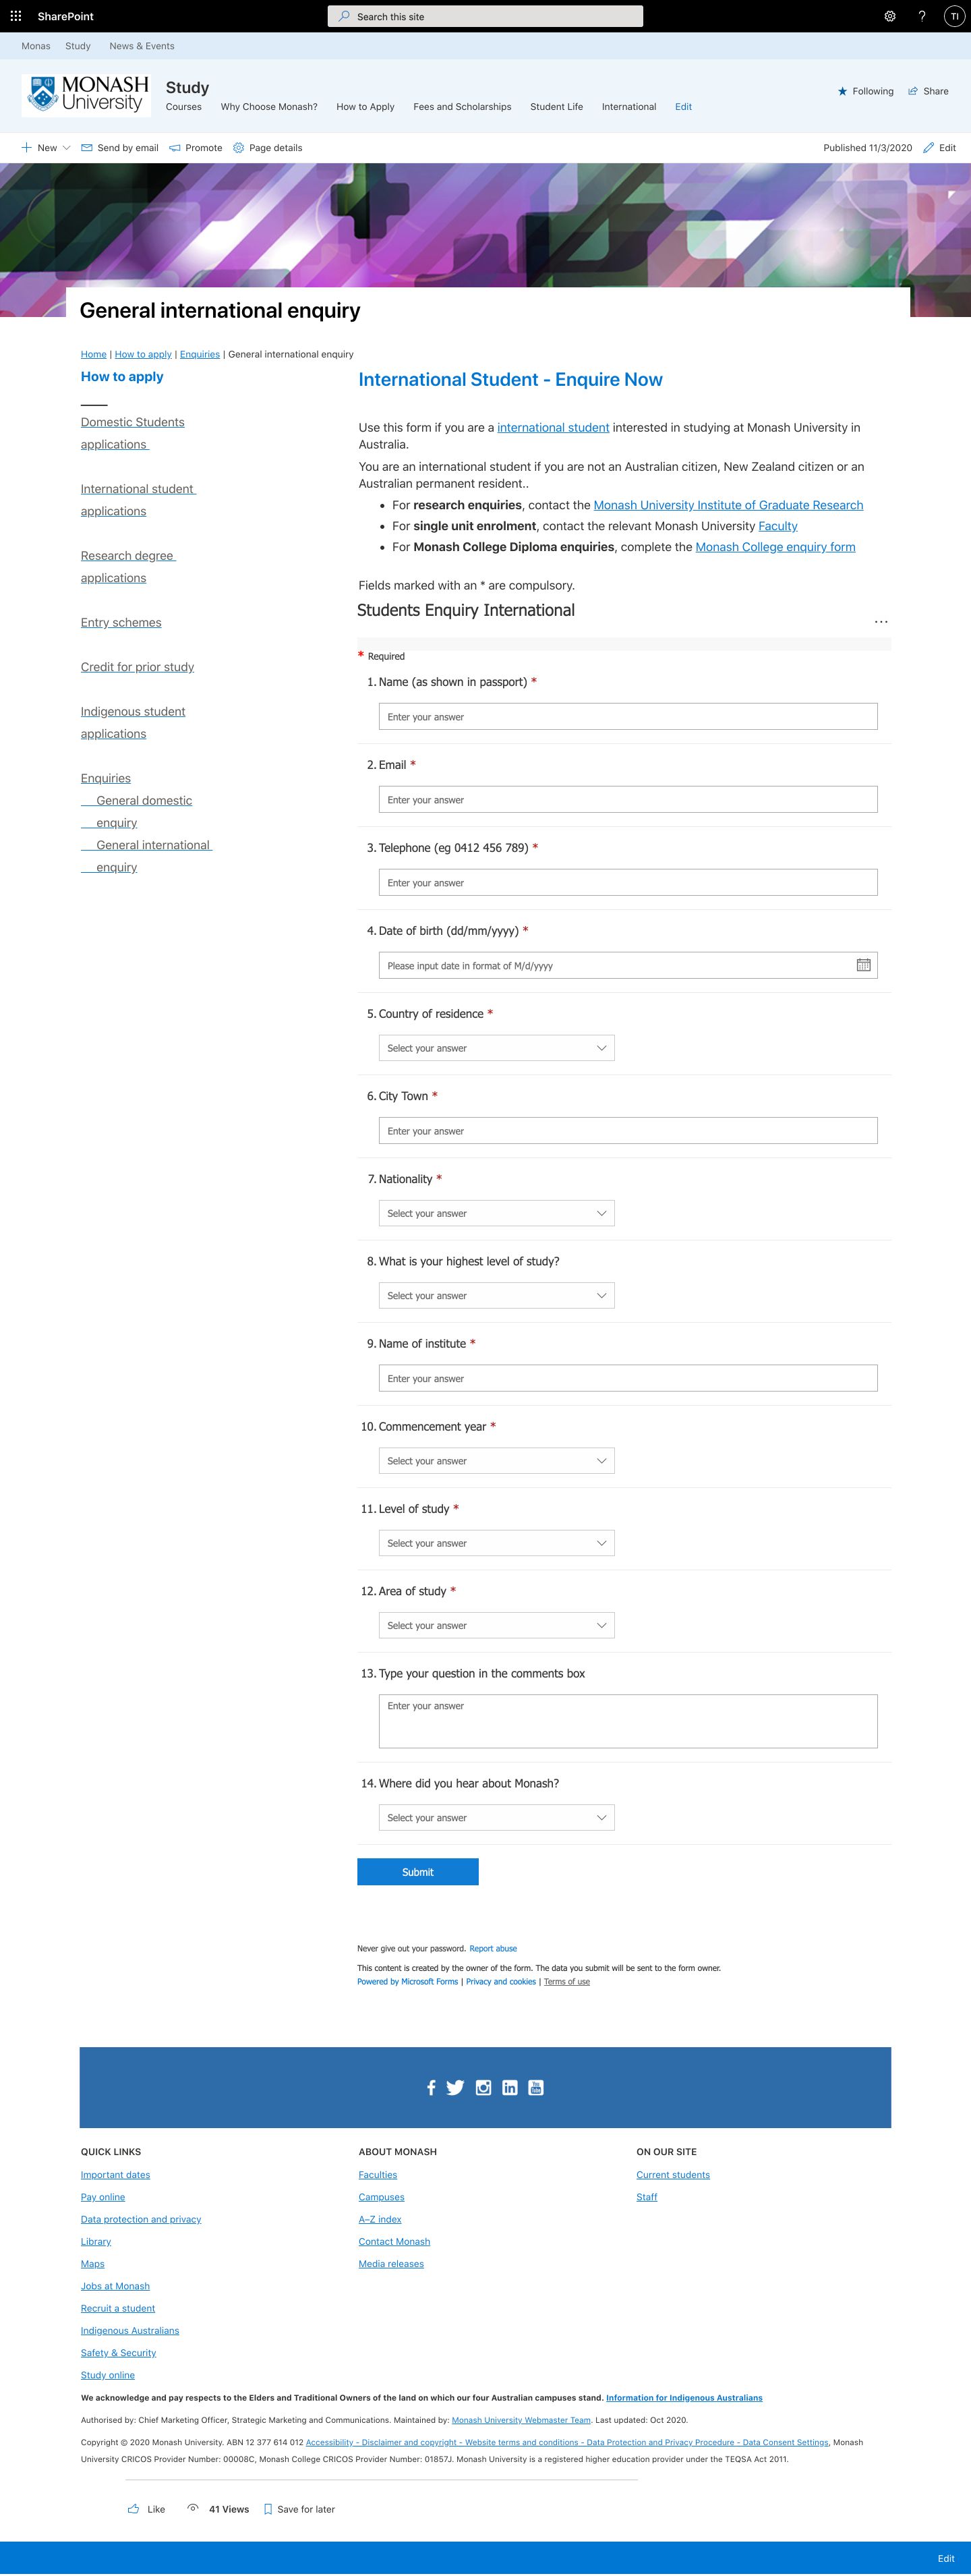 SharePoint
Search this site
TI
Monas Study News & Events
MONASH University
Study
Courses Why Choose Monash? How to Apply Fees and Scholarships Student Life International Edit
Following Share
New Send by email Promote Page details
Published 11/3/2020 Edit
General international enquiry
Home | How to apply | Enquiries | General international enquiry
How to apply
Domestic Students
applications
International student
applications
Research degree
applications
Entry schemes
Credit for prior study
Indigenous student
applications
Enquiries
General domestic
enquiry
General international
enquiry
International Student - Enquire Now
Use this form if you are a international student interested in studying at Monash University in
Australia.
You are an international student if you are not an Australian citizen, New Zealand citizen or an
Australian permanent resident..
• For research enquiries, contact the Monash University Institute of Graduate Research
• For single unit enrolment, contact the relevant Monash University Faculty
• For Monash College Diploma enquiries, complete the Monash College enquiry form
Fields marked with an * are compulsory.
Students Enquiry International
...
* Required
1. Name (as shown in passport) *
Enter your answer
2. Email *
Enter your answer
3. Telephone (eg 0412 456 789) *
Enter your answer
4. Date of birth (dd/mm/yyyy) *
Please input date in format of M/d/yyyy
5. Country of residence *
Select your answer
6. City Town *
Enter your answer
7. Nationality *
Select your answer
8. What is your highest level of study?
Select your answer
9. Name of institute *
Enter your answer
10. Commencement year *
Select your answer
11. Level of study *
Select your answer
12. Area of study *
Select your answer
13. Type your question in the comments box
Enter your answer
14. Where did you hear about Monash?
Select your answer
Submit
Never give out your password. Report abuse
This content is created by the owner of the form. The data you submit will be sent to the form owner.
Powered by Microsoft Forms | Privacy and cookies | Terms of use
QUICK LINKS
Important dates
Pay online
Data protection and privacy
Library
Maps
Jobs at Monash
Recruit a student
Indigenous Australians
Safety & Security
Study online
ABOUT MONASH
Faculties
Campuses
A–Z index
Contact Monash
Media releases
ON OUR SITE
Current students
Staff
We acknowledge and pay respects to the Elders and Traditional Owners of the land on which our four Australian campuses stand. Information for Indigenous Australians
Authorised by: Chief Marketing Officer, Strategic Marketing and Communications. Maintained by: Monash University Webmaster Team. Last updated: Oct 2020.
Copyright © 2020 Monash University. ABN 12 377 614 012 Accessibility - Disclaimer and copyright - Website terms and conditions - Data Protection and Privacy Procedure - Data Consent Settings, Monash
University CRICOS Provider Number: 00008C, Monash College CRICOS Provider Number: 01857J. Monash University is a registered higher education provider under the TEQSA Act 2011.
Like 41 Views Save for later
Edit